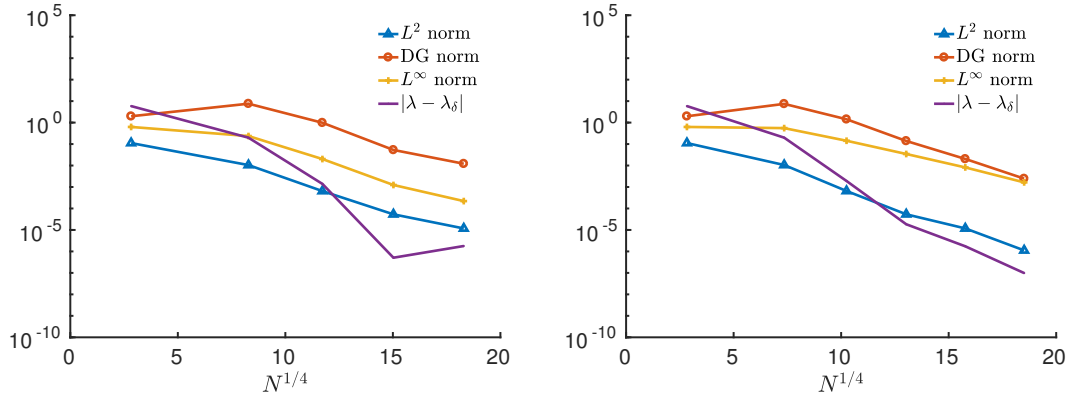 10^5
10^0
10^-5
10^-10
0
5
10
15
20
N^{1/4}
L^2 norm
DG norm
L^∞ norm
|λ − λ_δ|
10^5
10^0
10^-5
10^-10
0
5
10
15
20
N^{1/4}
L^2 norm
DG norm
L^∞ norm
|λ − λ_δ|